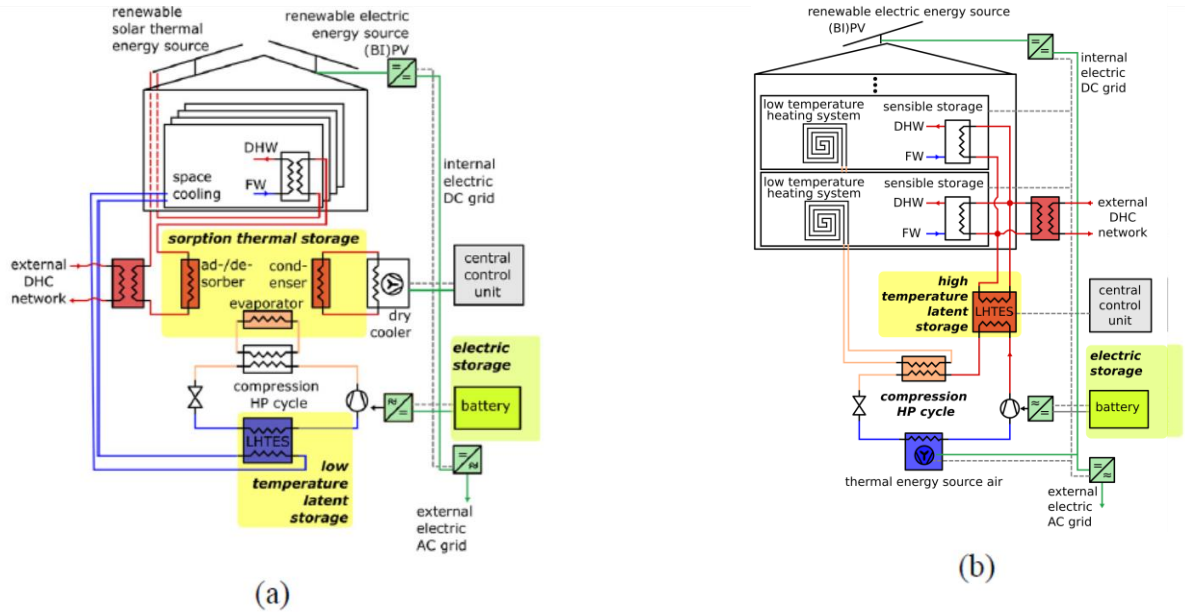 renewable
solar thermal
energy source
renewable electric
energy source
(BI)PV
DHW
FW
space
cooling
internal
electric
DC grid
sorption thermal storage
external
DHC
network
ad-/de-
sorber
cond-
enser
evaporator
dry
cooler
central
control
unit
compression
HP cycle
electric
storage
battery
LHTES
low
temperature
latent
storage
external
electric
AC grid
(a)
renewable electric energy source
(BI)PV
internal
electric
DC grid
low temperature
heating system
sensible storage
DHW
FW
low temperature
heating system
sensible storage
DHW
FW
external
DHC
network
high
temperature
latent
storage
LHTES
central
control
unit
electric
storage
battery
compression
HP cycle
thermal energy source air
external
electric
AC grid
(b)